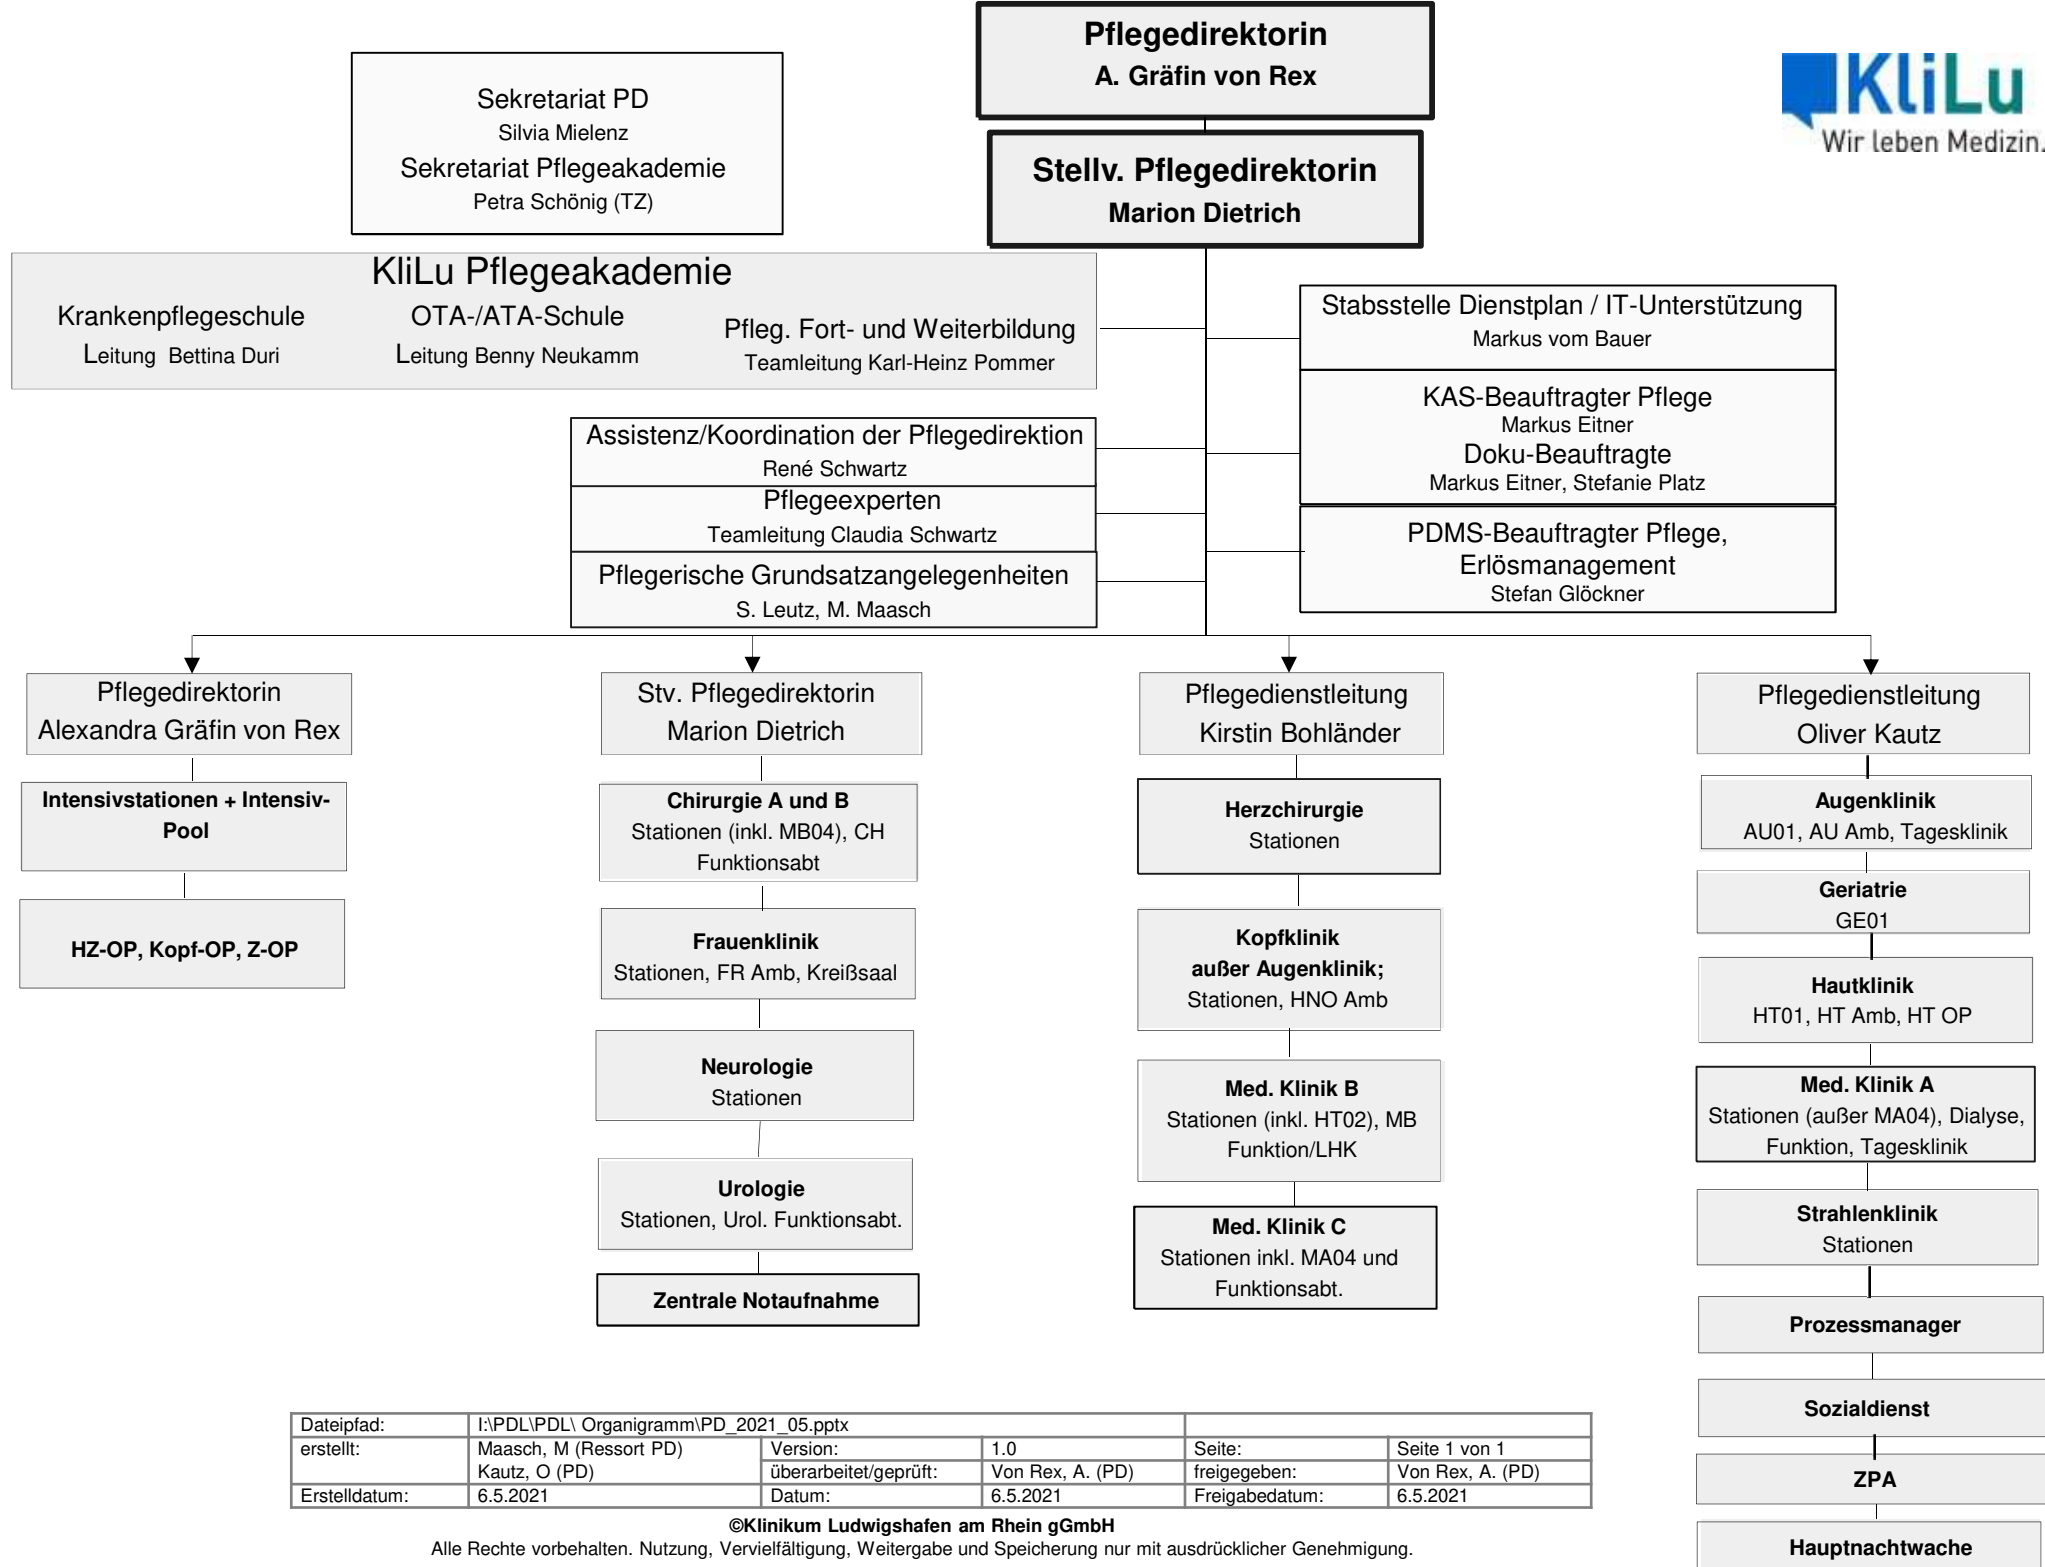 Pflegedirektorin
A. Gräfin von Rex
KliLu
Wir leben Medizin.
Sekretariat PD
Silvia Mielenz
Sekretariat Pflegeakademie
Petra Schönig (TZ)
Stellv. Pflegedirektorin
Marion Dietrich
KliLu Pflegeakademie
Krankenpflegeschule
Leitung Bettina Duri
OTA-/ATA-Schule
Leitung Benny Neukamm
Pfleg. Fort- und Weiterbildung
Teamleitung Karl-Heinz Pommer
Stabsstelle Dienstplan / IT-Unterstützung
Markus vom Bauer
KAS-Beauftragter Pflege
Markus Eitner
Doku-Beauftragte
Markus Eitner, Stefanie Platz
PDMS-Beauftragter Pflege,
Erlösmanagement
Stefan Glöckner
Assistenz/Koordination der Pflegedirektion
René Schwartz
Pflegeexperten
Teamleitung Claudia Schwartz
Pflegerische Grundsatzangelegenheiten
S. Leutz, M. Maasch
Pflegedirektorin
Alexandra Gräfin von Rex
Intensivstationen + Intensiv-
Pool
HZ-OP, Kopf-OP, Z-OP
Stv. Pflegedirektorin
Marion Dietrich
Chirurgie A und B
Stationen (inkl. MB04), CH
Funktionsabt
Frauenklinik
Stationen, FR Amb, Kreißsaal
Neurologie
Stationen
Urologie
Stationen, Urol. Funktionsabt.
Zentrale Notaufnahme
Pflegedienstleitung
Kirstin Bohländer
Herzchirurgie
Stationen
Kopfklinik
außer Augenklinik;
Stationen, HNO Amb
Med. Klinik B
Stationen (inkl. HT02), MB
Funktion/LHK
Med. Klinik C
Stationen inkl. MA04 und
Funktionsabt.
Pflegedienstleitung
Oliver Kautz
Augenklinik
AU01, AU Amb, Tagesklinik
Geriatrie
GE01
Hautklinik
HT01, HT Amb, HT OP
Med. Klinik A
Stationen (außer MA04), Dialyse,
Funktion, Tagesklinik
Strahlenklinik
Stationen
Prozessmanager
Sozialdienst
ZPA
Hauptnachtwache
Dateipfad: I:\PDL\PDL\ Organigramm\PD_2021_05.pptx
erstellt: Maasch, M (Ressort PD) Version: 1.0 Seite: Seite 1 von 1
Kautz, O (PD) überarbeitet/geprüft: Von Rex, A. (PD) freigegeben: Von Rex, A. (PD)
Erstelldatum: 6.5.2021 Datum: 6.5.2021 Freigabedatum: 6.5.2021
©Klinikum Ludwigshafen am Rhein gGmbH
Alle Rechte vorbehalten. Nutzung, Vervielfältigung, Weitergabe und Speicherung nur mit ausdrücklicher Genehmigung.